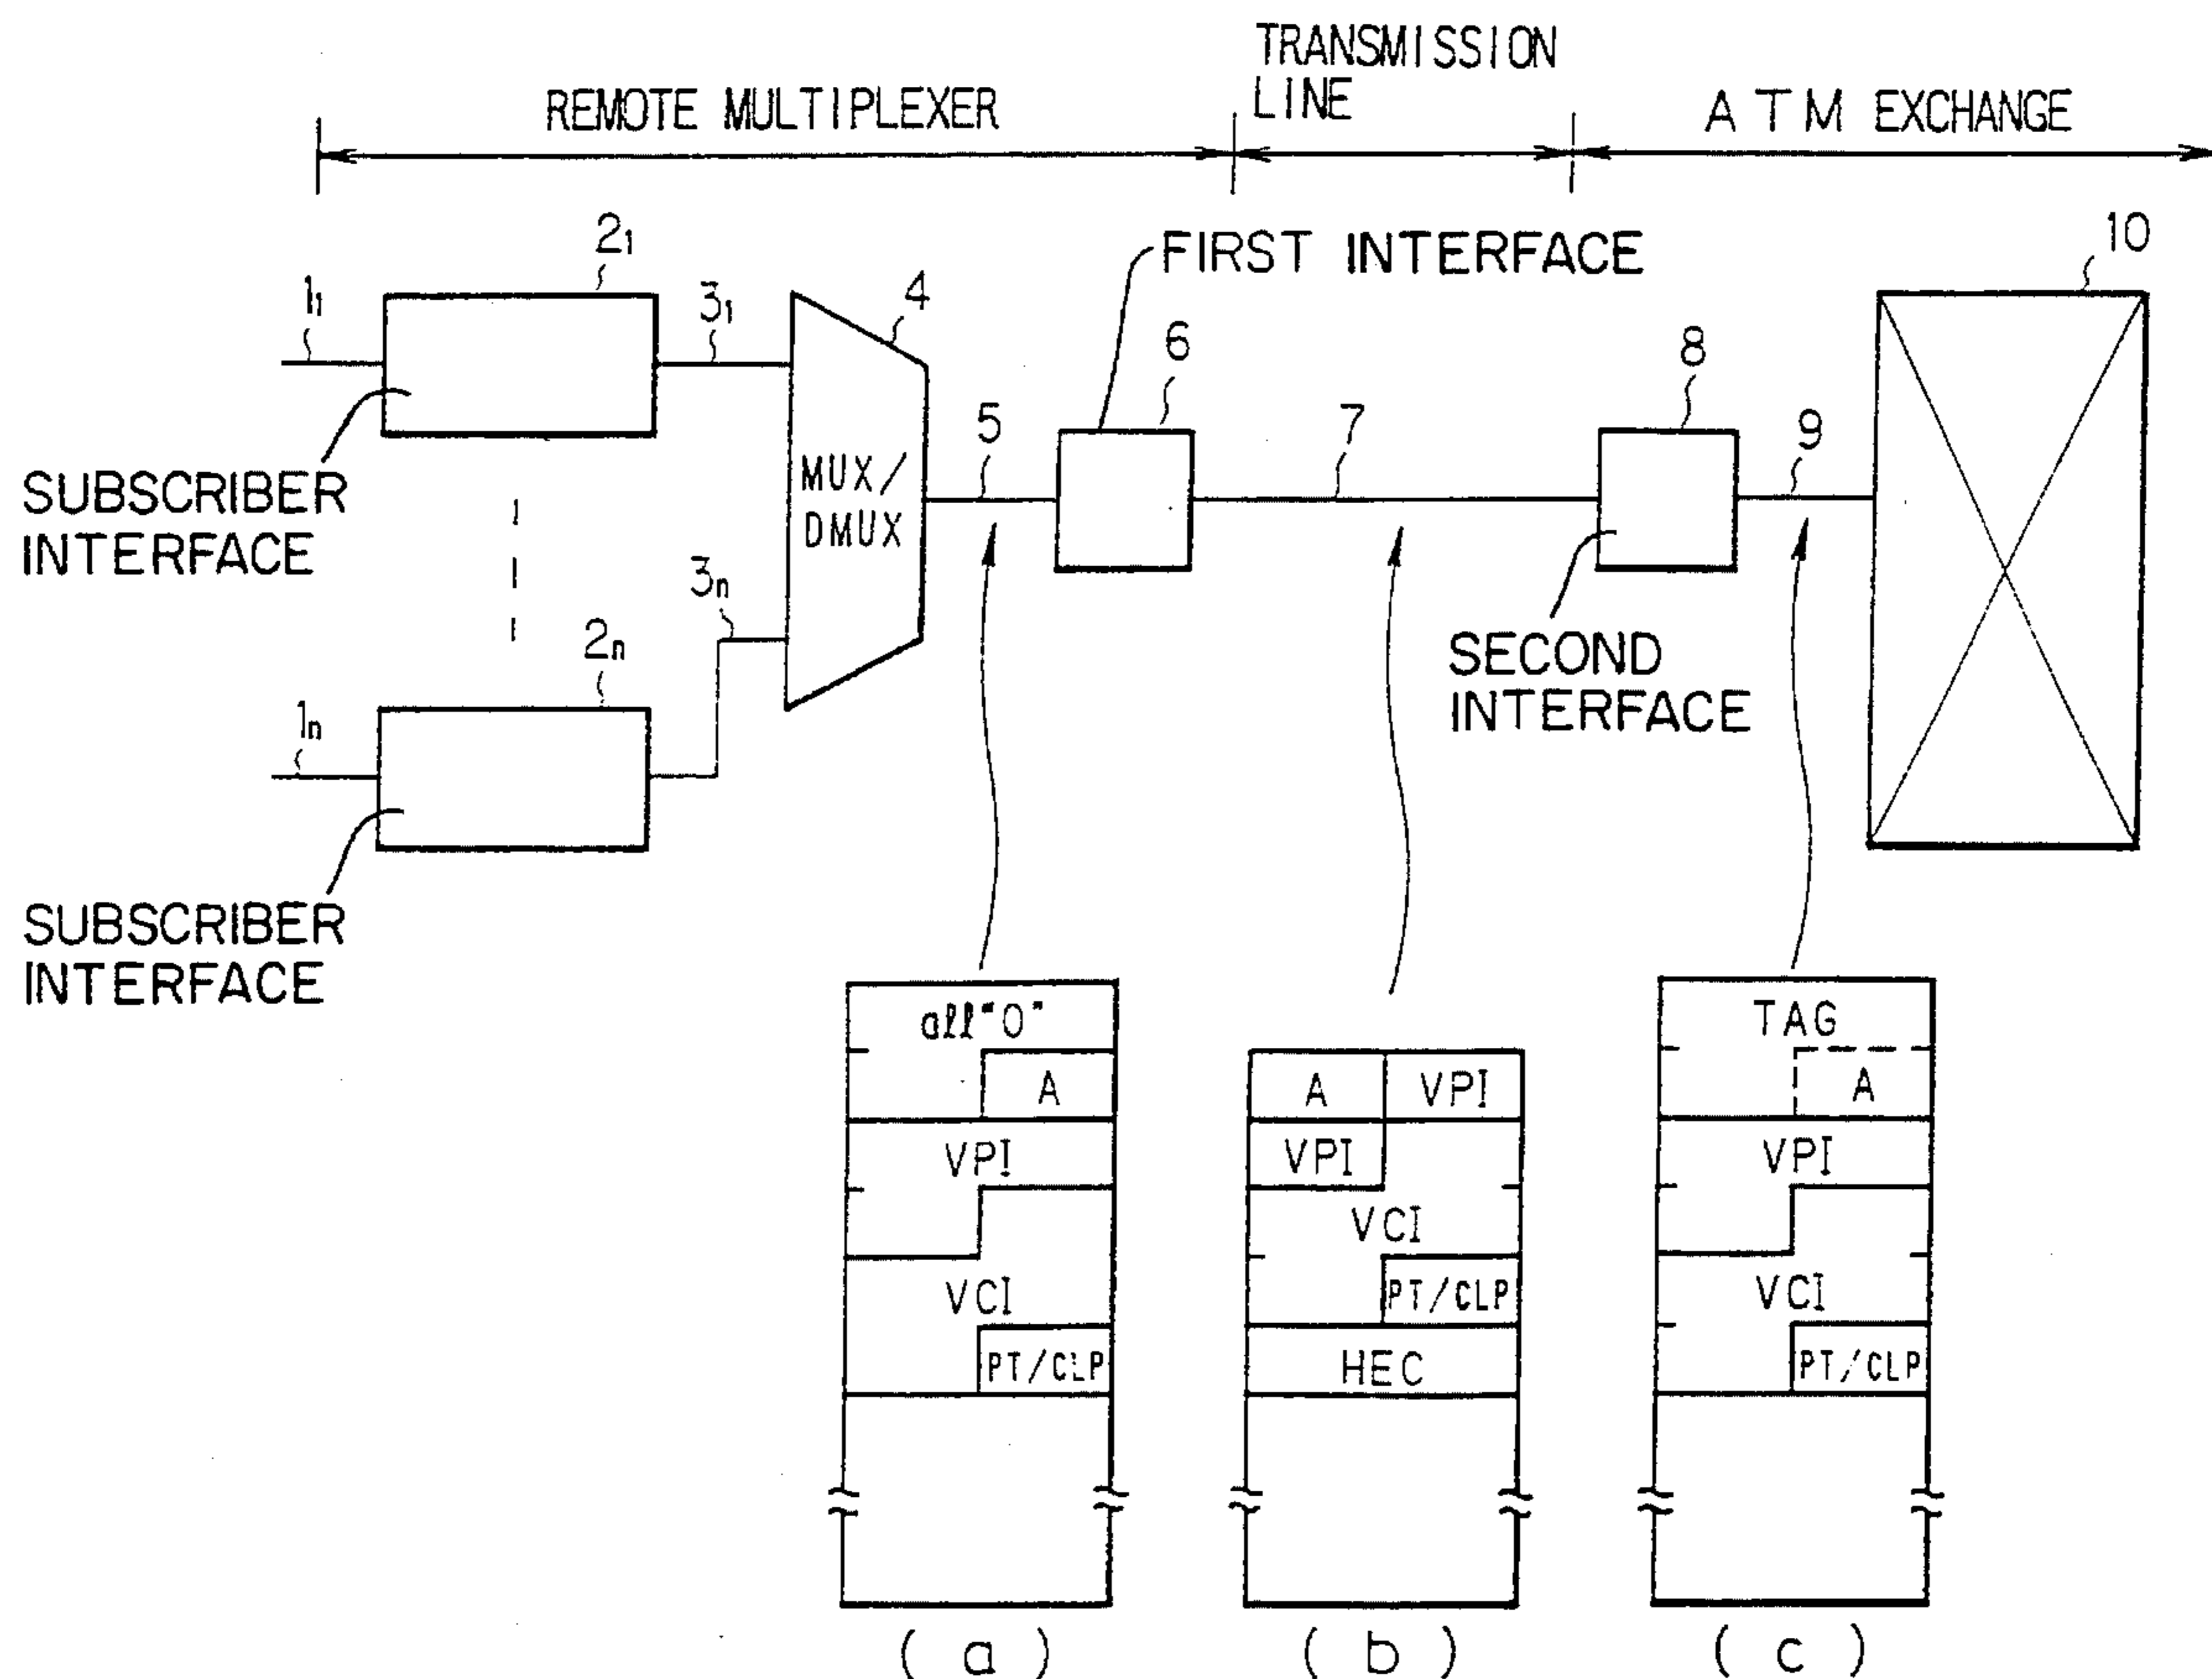 TRANSMISSION
LINE
REMOTE MULTIPLEXER
ATM EXCHANGE
FIRST INTERFACE
10
2₁
1₁
3₁
4
6
8
5
7
9
MUX/
DMUX
SUBSCRIBER
INTERFACE
3n
2n
SECOND
INTERFACE
1n
SUBSCRIBER
INTERFACE
all "0"
A
VPI
VCI
PT/CLP
(a)
A
VPI
VPI
VCI
PT/CLP
HEC
(b)
TAG
A
VPI
VCI
PT/CLP
(c)